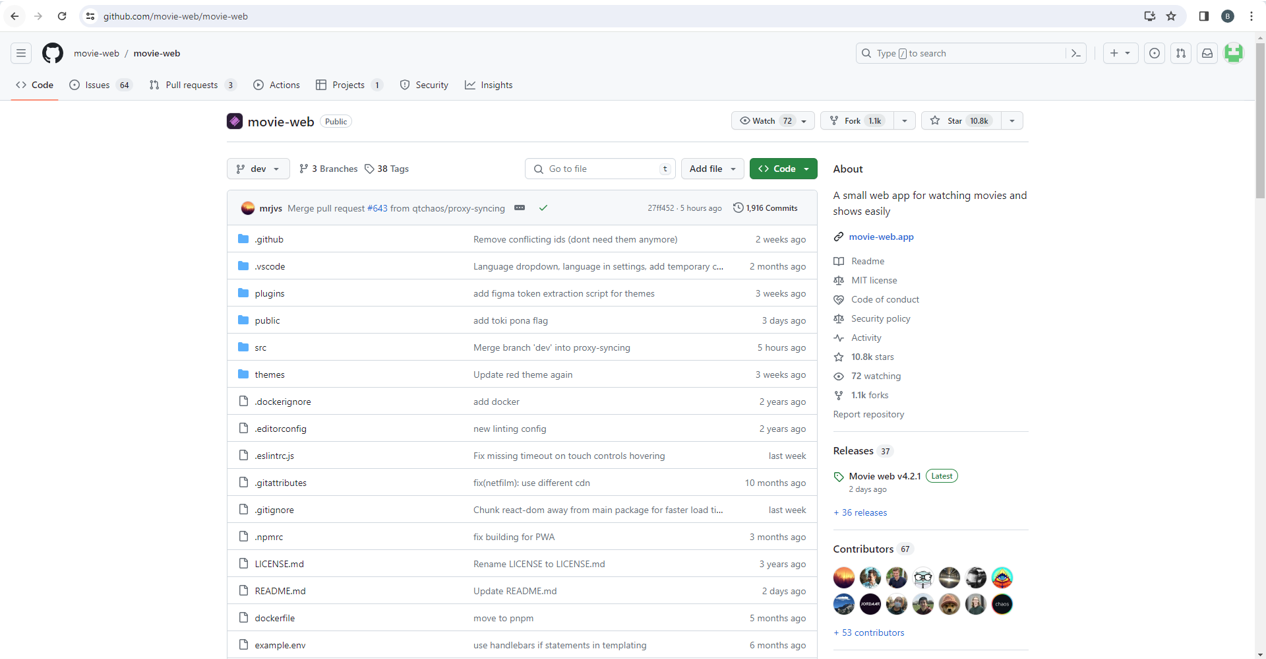 github.com/movie-web/movie-web
B
movie-web / movie-web
Type / to search
Code
Issues 64
Pull requests 3
Actions
Projects 1
Security
Insights
movie-web Public
Watch 72
Fork 1.1k
Star 10.8k
dev
3 Branches
38 Tags
Go to file t
Add file
Code
mrjvs Merge pull request #643 from qtchaos/proxy-syncing
27ff452 · 5 hours ago
1,916 Commits
.github Remove conflicting ids (dont need them anymore) 2 weeks ago
.vscode Language dropdown, language in settings, add temporary c... 2 months ago
plugins add figma token extraction script for themes 3 weeks ago
public add toki pona flag 3 days ago
src Merge branch 'dev' into proxy-syncing 5 hours ago
themes Update red theme again 3 weeks ago
.dockerignore add docker 2 years ago
.editorconfig new linting config 2 years ago
.eslintrc.js Fix missing timeout on touch controls hovering last week
.gitattributes fix(netfilm): use different cdn 10 months ago
.gitignore Chunk react-dom away from main package for faster load ti... last week
.npmrc fix building for PWA 3 months ago
LICENSE.md Rename LICENSE to LICENSE.md 3 years ago
README.md Update README.md 2 days ago
dockerfile move to pnpm 5 months ago
example.env use handlebars if statements in templating 6 months ago
About
A small web app for watching movies and
shows easily
movie-web.app
Readme
MIT license
Code of conduct
Security policy
Activity
10.8k stars
72 watching
1.1k forks
Report repository
Releases 37
Movie web v4.2.1 Latest
2 days ago
+ 36 releases
Contributors 67
chaos
+ 53 contributors